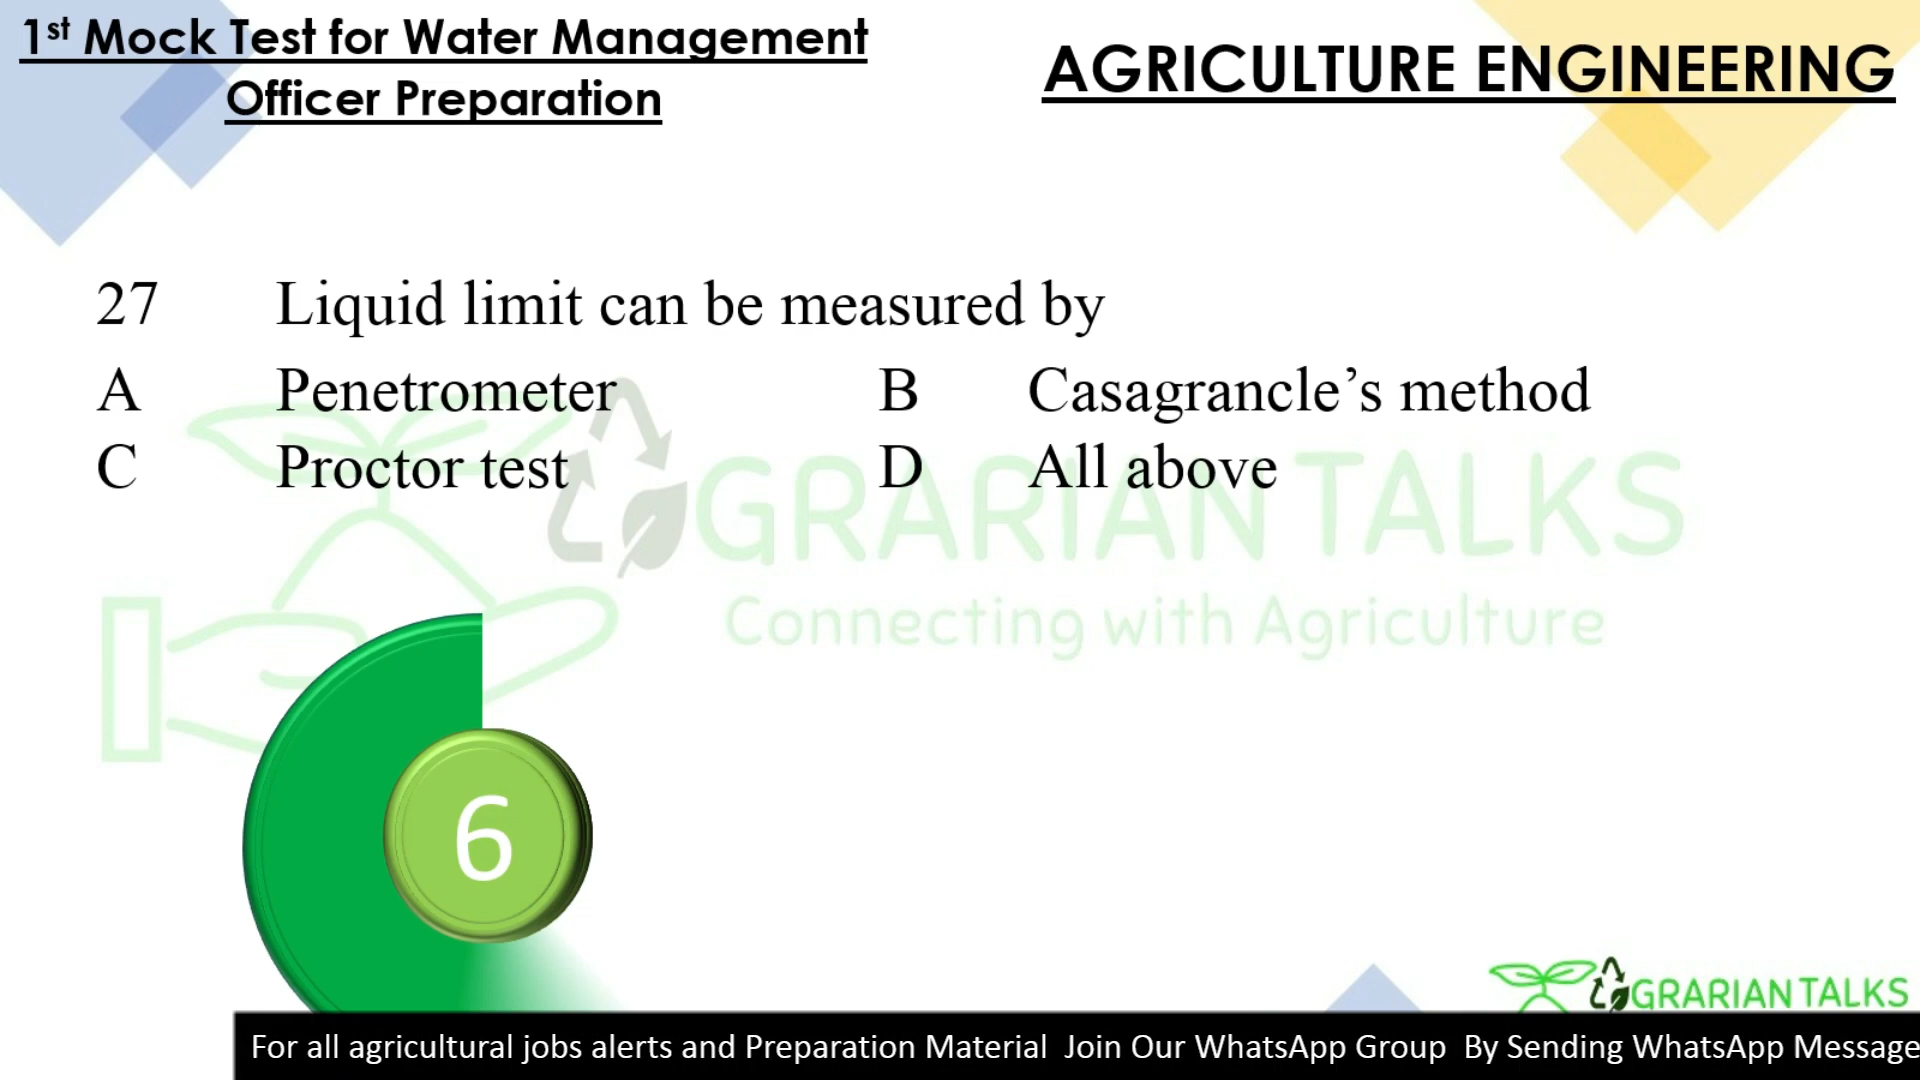 1st Mock Test for Water Management
Officer Preparation
AGRICULTURE ENGINEERING
27 Liquid limit can be measured by
A Penetrometer B Casagrancle’s method
C Proctor test D All above
GRARIAN TALKS
Connecting with Agriculture
6
GRARIAN TALKS
For all agricultural jobs alerts and Preparation Material Join Our WhatsApp Group By Sending WhatsApp Message